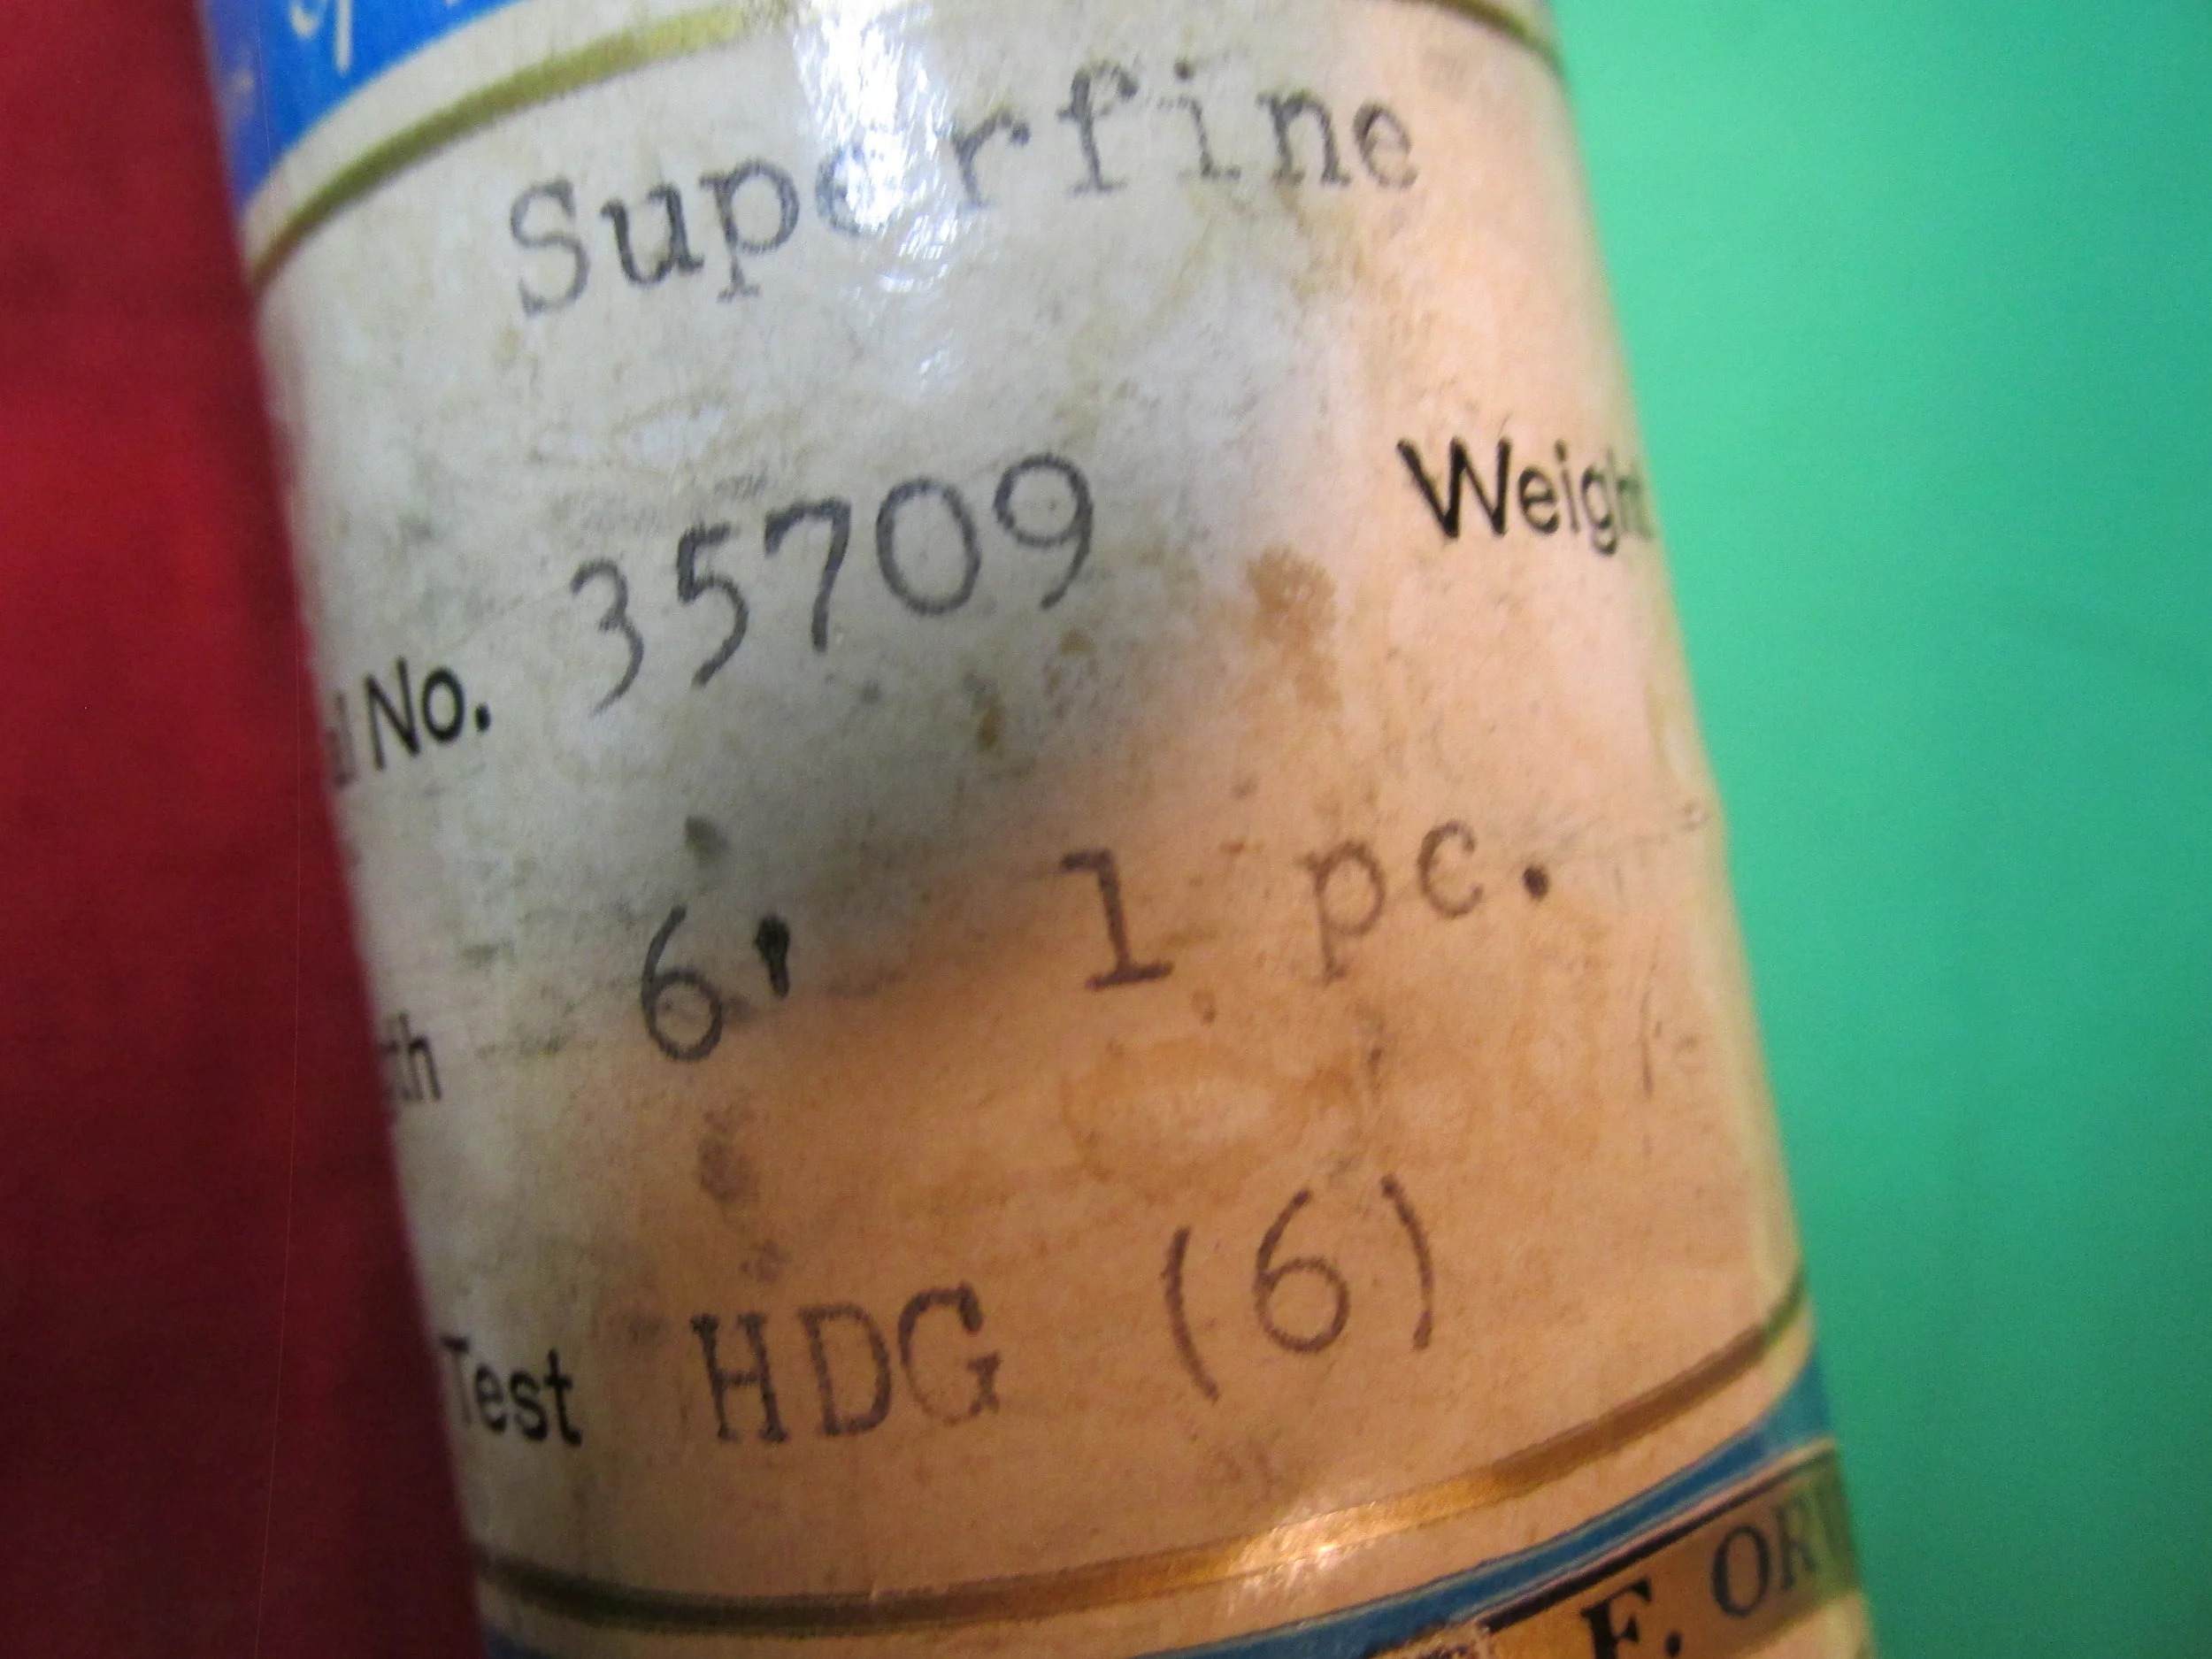 Superfine
No. 35709 Weight
6' 1 pc.
Test HDG (6)
F. OR